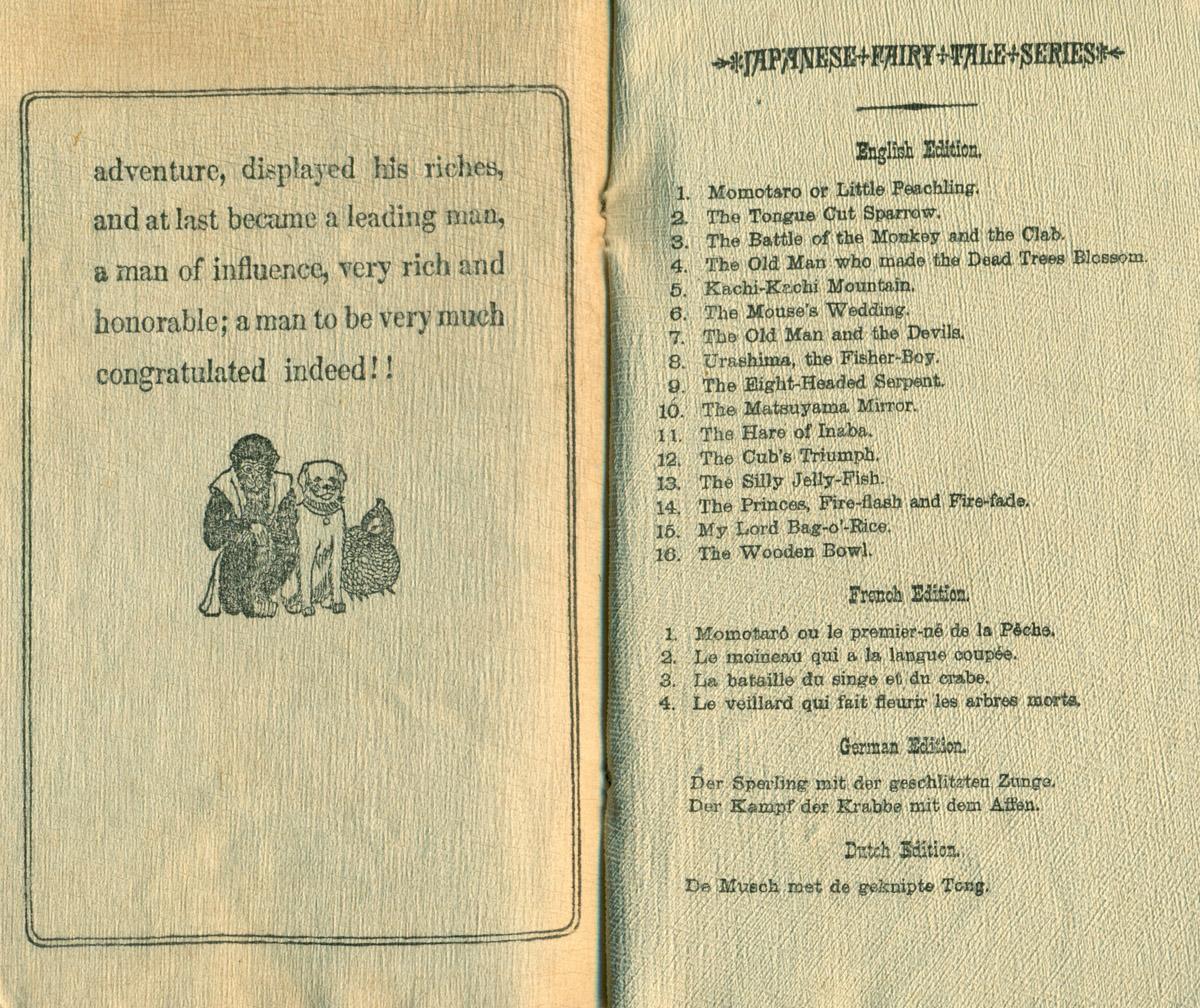 adventure, displayed his riches,
and at last became a leading man,
a man of influence, very rich and
honorable; a man to be very much
congratulated indeed!!
JAPANESE FAIRY TALE SERIES
English Edition.
1. Momotaro or Little Peachling.
2. The Tongue Cut Sparrow.
3. The Battle of the Monkey and the Clab.
4. The Old Man who made the Dead Trees Blossom.
5. Kachi-Kachi Mountain.
6. The Mouse's Wedding.
7. The Old Man and the Devils.
8. Urashima, the Fisher-Boy.
9. The Eight-Headed Serpent.
10. The Matsuyama Mirror.
11. The Hare of Inaba.
12. The Cub's Triumph.
13. The Silly Jelly-Fish.
14. The Princes, Fire-flash and Fire-fade.
15. My Lord Bag-o'-Rice.
16. The Wooden Bowl.
French Edition.
1. Momotarô ou le premier-né de la Pêche.
2. Le moineau qui a la langue coupée.
3. La bataille du singe et du crabe.
4. Le veillard qui fait fleurir les arbres morts.
German Edition.
Der Sperling mit der geschlitzten Zunge.
Der Kampf der Krabbe mit dem Affen.
Dutch Edition.
De Musch met de geknipte Tong.